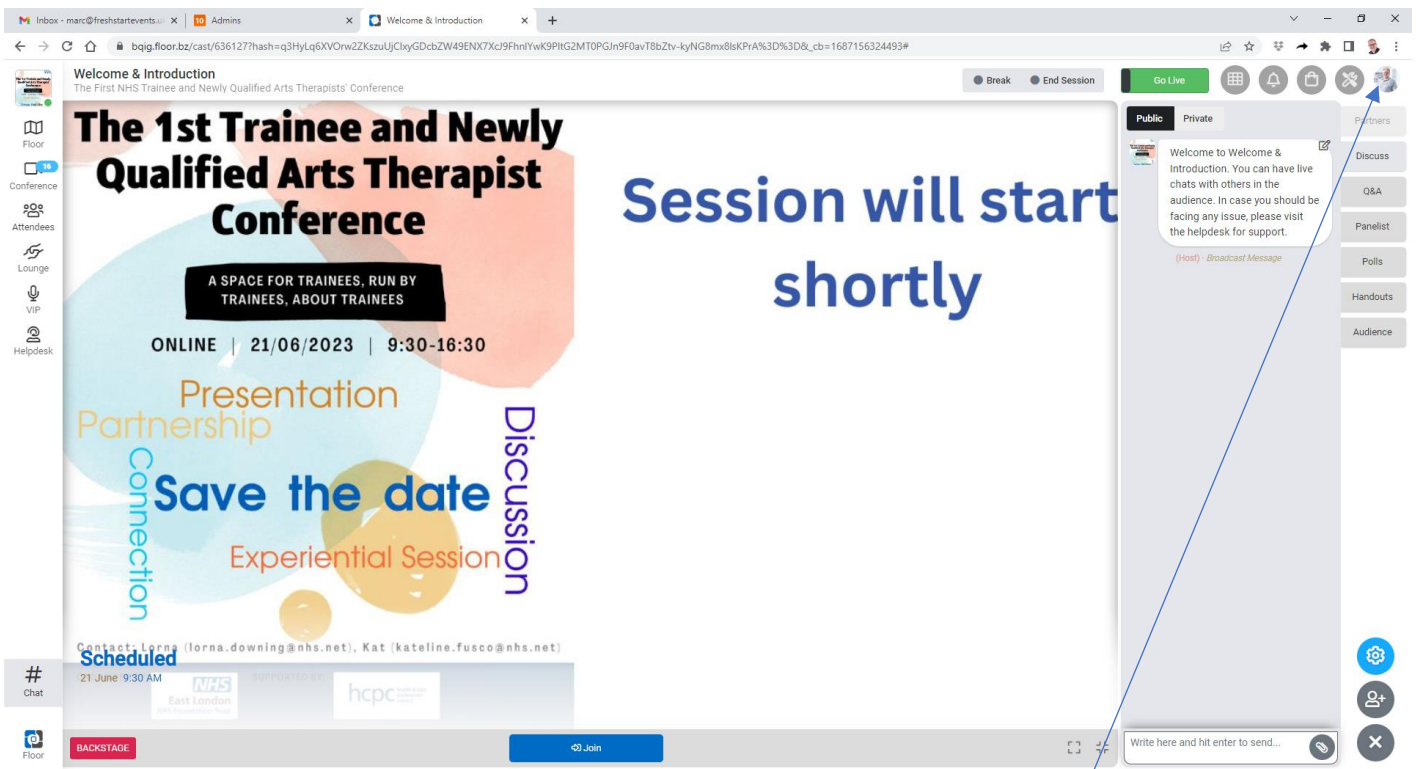 Inbox - marc@freshstartevents.u
Admins
Welcome & Introduction
bqig.floor.bz/cast/636127?hash=q3HyLq6XVOrw2ZKszuUjCIxyGDcbZW49ENX7XcJ9FhnIYwK9PItG2MT0PGJn9F0avT8bZtv-kyNG8mx8lsKPrA%3D%3D&_cb=1687156324493#
Welcome & Introduction
The First NHS Trainee and Newly Qualified Arts Therapists' Conference
Break
End Session
Go Live
Floor
16
Conference
Attendees
Lounge
VIP
Helpdesk
#
Chat
Floor
The 1st Trainee and Newly
Qualified Arts Therapist
Conference
A SPACE FOR TRAINEES, RUN BY
TRAINEES, ABOUT TRAINEES
ONLINE | 21/06/2023 | 9:30-16:30
Presentation
Partnership
Connection
Discussion
Save the date
Experiential Session
Contact: Lorna (lorna.downing@nhs.net), Kat (kateline.fusco@nhs.net)
Scheduled
21 June 9:30 AM
SUPPORTED BY:
NHS
East London
NHS Foundation Trust
hcpc
Session will start
shortly
BACKSTAGE
Join
Public
Private
Welcome to Welcome &
Introduction. You can have live
chats with others in the
audience. In case you should be
facing any issue, please visit
the helpdesk for support.
(Host) - Broadcast Message
Write here and hit enter to send...
Partners
Discuss
Q&A
Panelist
Polls
Handouts
Audience